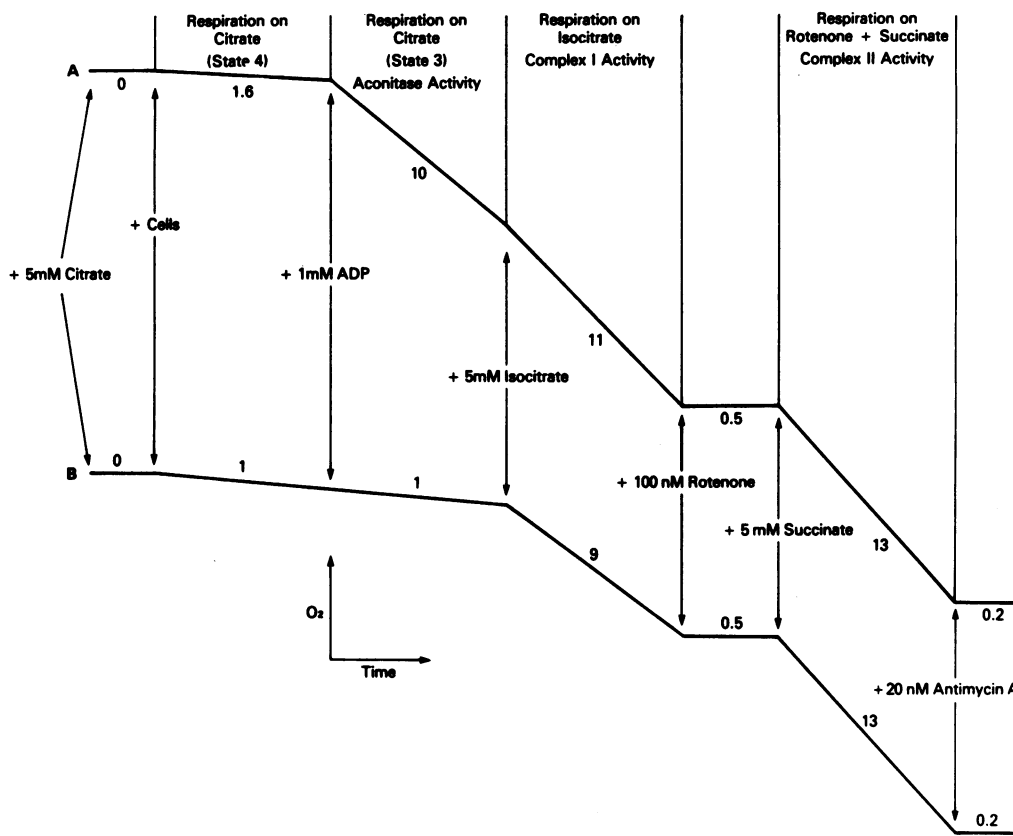 Respiration on
Citrate
(State 4)
Respiration on
Citrate
(State 3)
Aconitase Activity
Respiration on
Isocitrate
Complex I Activity
Respiration on
Rotenone + Succinate
Complex II Activity
A
0
1.6
10
+ Cells
+ 5mM Citrate
+ 1mM ADP
11
+ 5mM Isocitrate
0.5
B
0
1
1
+ 100 nM Rotenone
+ 5 mM Succinate
13
9
O₂
0.5
0.2
Time
+ 20 nM Antimycin A
13
0.2